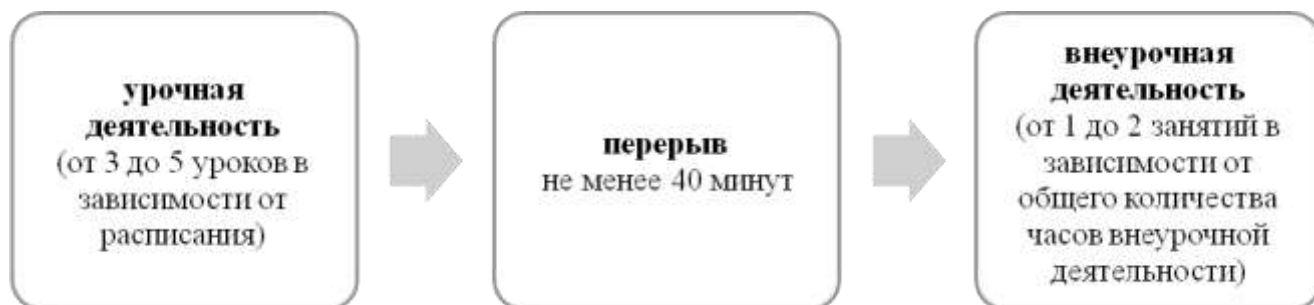 урочная
деятельность
(от 3 до 5 уроков в
зависимости от
расписания)
перерыв
не менее 40 минут
внеурочная
деятельность
(от 1 до 2 занятий в
зависимости от
общего количества
часов внеурочной
деятельности)